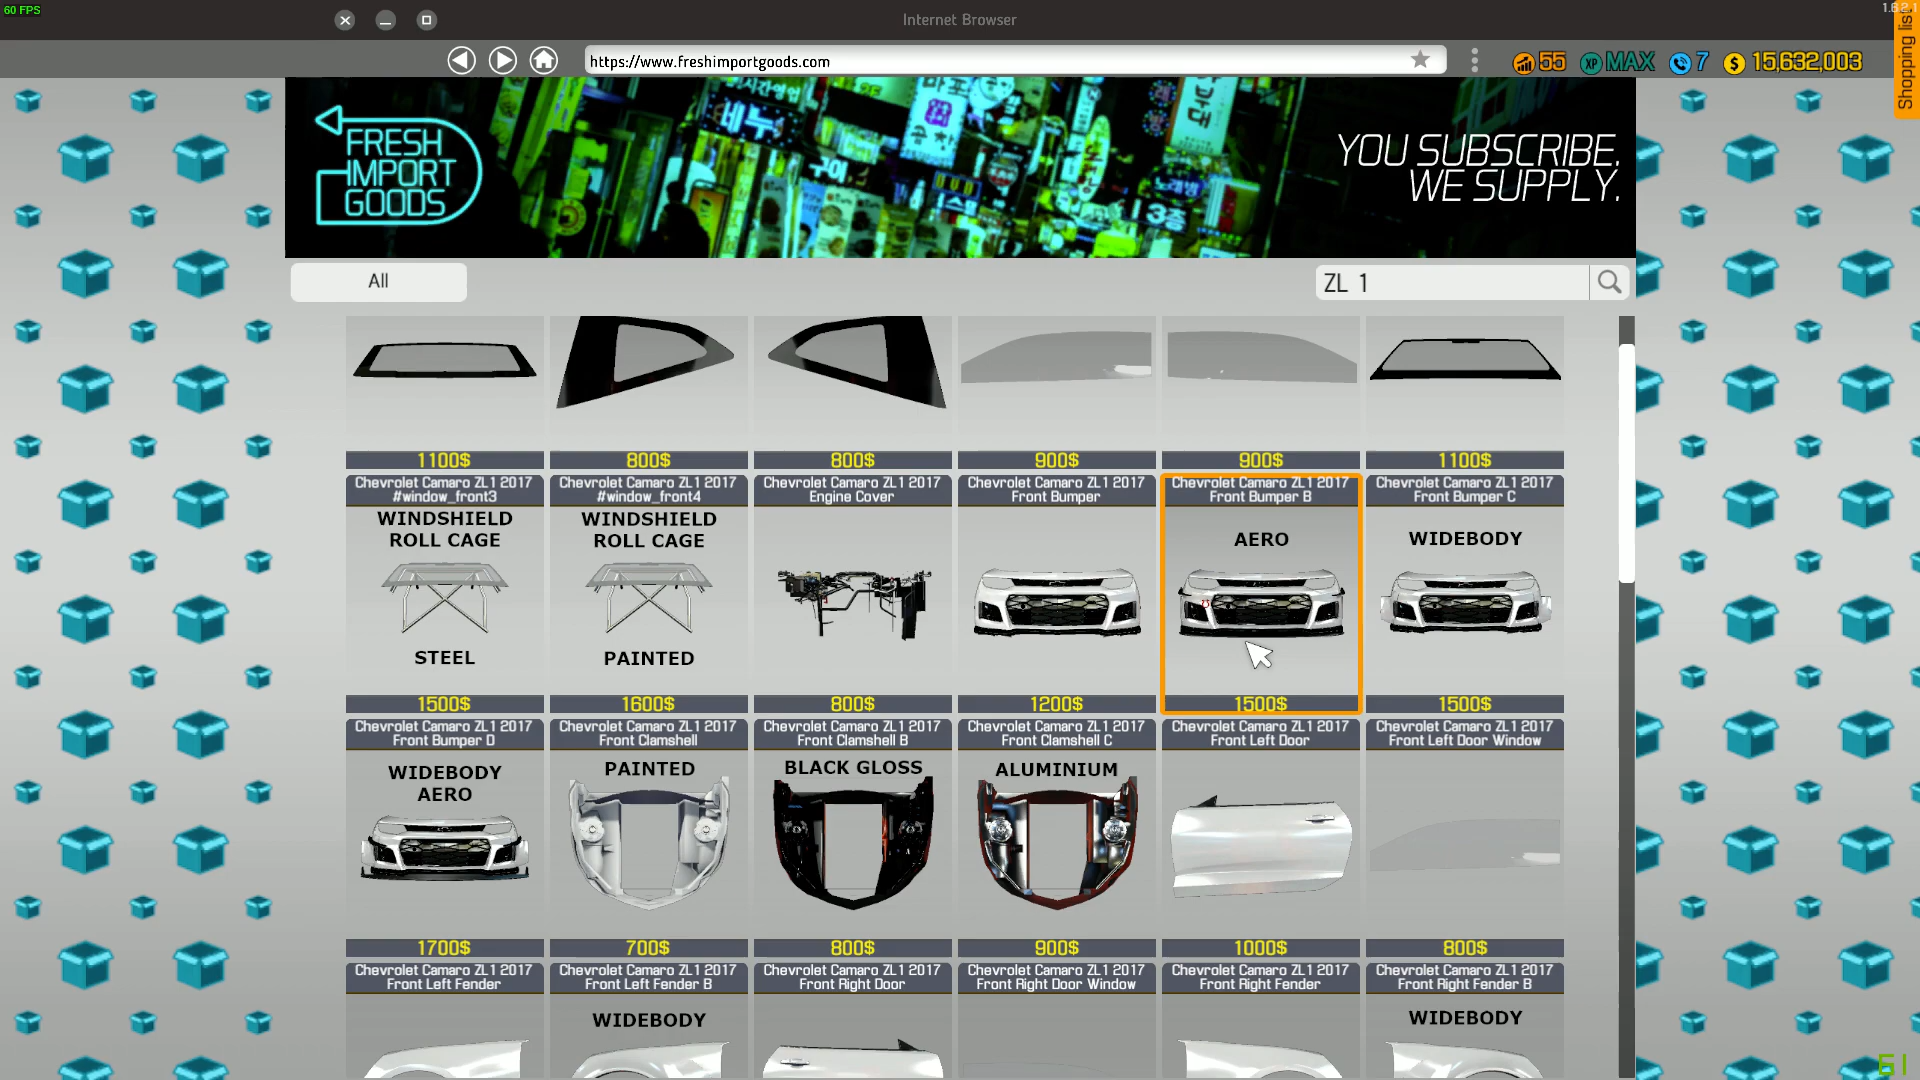 60 FPS
Internet Browser
1.6.2.1
https://www.freshimportgoods.com
55
XP MAX
7
$ 15,632,003
Shopping list
FRESH
IMPORT
GOODS
YOU SUBSCRIBE.
WE SUPPLY.
All
ZL 1
1100$ 800$ 800$ 900$ 900$ 1100$
Chevrolet Camaro ZL1 2017
#window_front3
WINDSHIELD
ROLL CAGE
STEEL
1500$
Chevrolet Camaro ZL1 2017
#window_front4
WINDSHIELD
ROLL CAGE
PAINTED
1600$
Chevrolet Camaro ZL1 2017
Engine Cover
800$
Chevrolet Camaro ZL1 2017
Front Bumper
1200$
Chevrolet Camaro ZL1 2017
Front Bumper B
AERO
1500$
Chevrolet Camaro ZL1 2017
Front Bumper C
WIDEBODY
1500$
Chevrolet Camaro ZL1 2017
Front Bumper D
WIDEBODY
AERO
1700$
Chevrolet Camaro ZL1 2017
Front Clamshell
PAINTED
700$
Chevrolet Camaro ZL1 2017
Front Clamshell B
BLACK GLOSS
800$
Chevrolet Camaro ZL1 2017
Front Clamshell C
ALUMINIUM
900$
Chevrolet Camaro ZL1 2017
Front Left Door
1000$
Chevrolet Camaro ZL1 2017
Front Left Door Window
800$
Chevrolet Camaro ZL1 2017
Front Left Fender
Chevrolet Camaro ZL1 2017
Front Left Fender B
WIDEBODY
Chevrolet Camaro ZL1 2017
Front Right Door
Chevrolet Camaro ZL1 2017
Front Right Door Window
Chevrolet Camaro ZL1 2017
Front Right Fender
Chevrolet Camaro ZL1 2017
Front Right Fender B
WIDEBODY
61